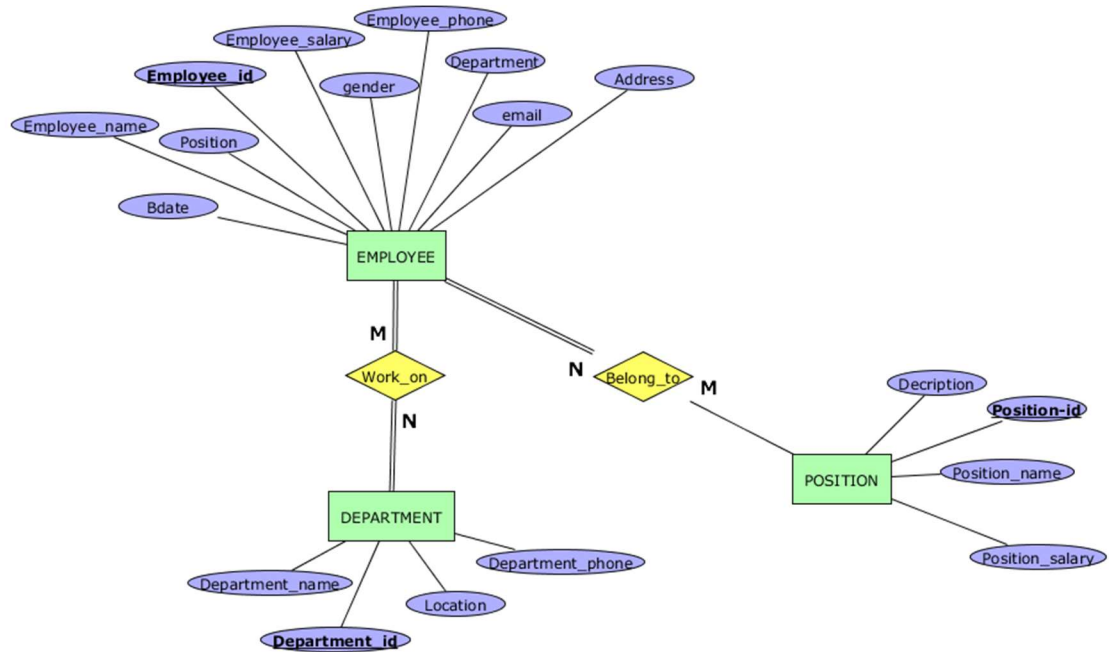 Employee_phone
Employee_salary
Department
Employee_id
gender
Address
email
Employee_name
Position
Bdate
EMPLOYEE
M
Work_on
N
N
Belong_to
M
Decription
Position-id
Position_name
POSITION
Position_salary
DEPARTMENT
Department_name
Department_phone
Location
Department_id